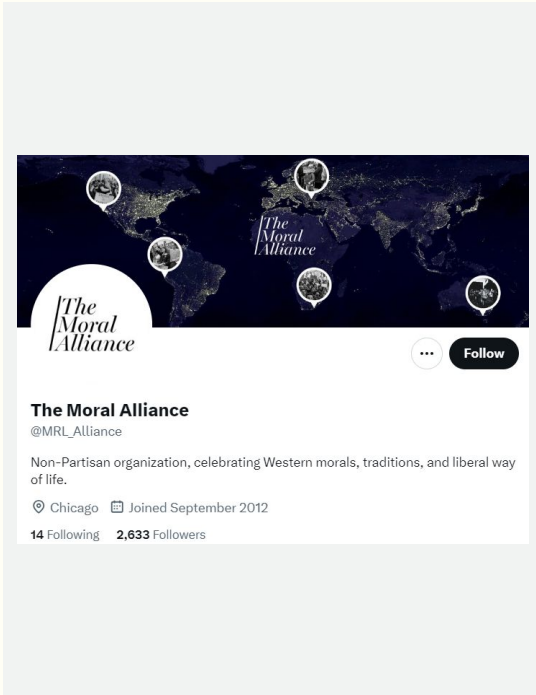 The
Moral
Alliance
The
Moral
Alliance
Follow
The Moral Alliance
@MRL_Alliance
Non-Partisan organization, celebrating Western morals, traditions, and liberal way
of life.
Chicago Joined September 2012
14 Following 2,633 Followers